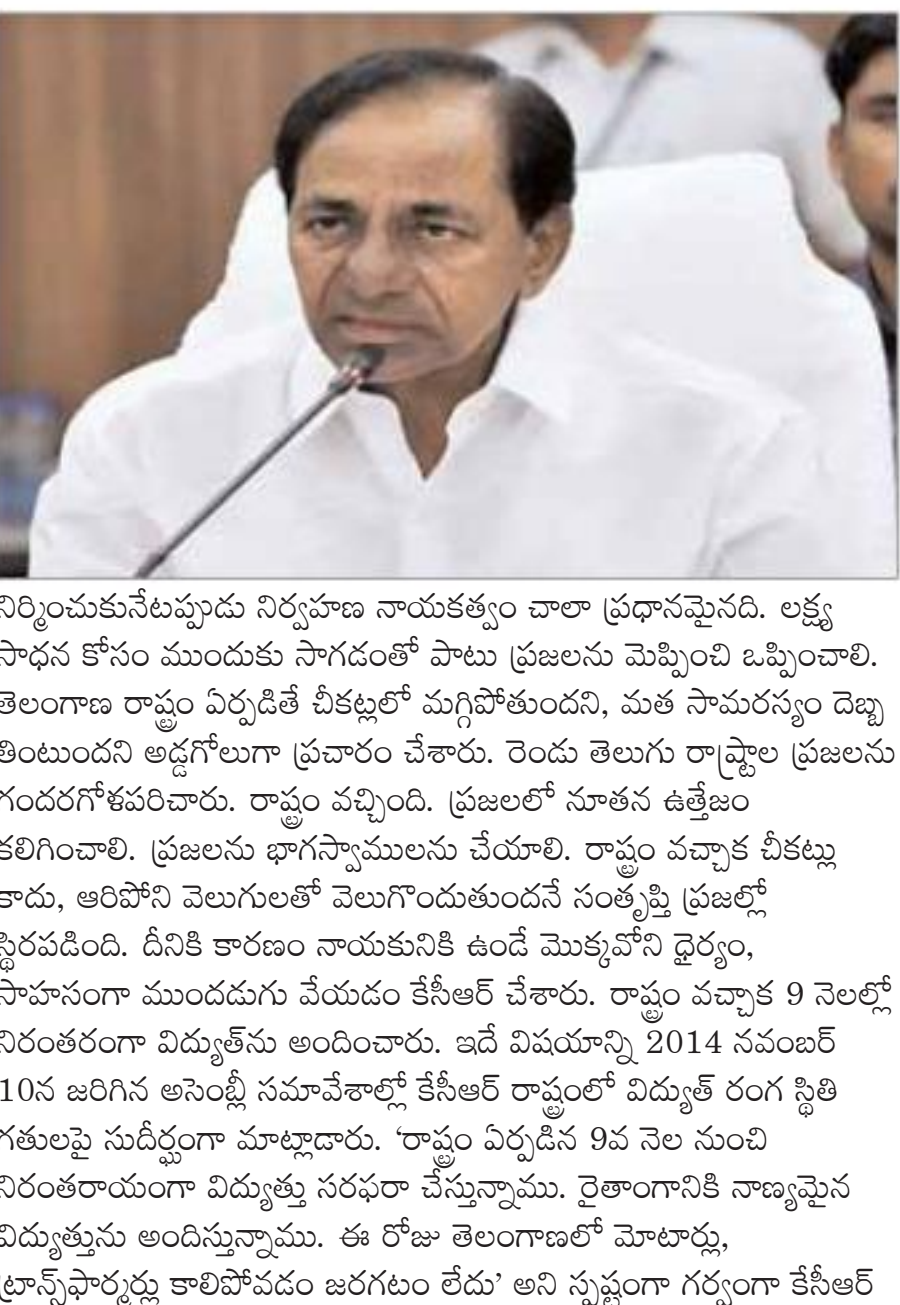 నిర్మించుకునేటప్పుడు నిర్వహణ నాయకత్వం చాలా ప్రధానమైనది. లక్ష్య
సాధన కోసం ముందుకు సాగడంతో పాటు ప్రజలను మెప్పించి ఒప్పించాలి.
తెలంగాణ రాష్ట్రం ఏర్పడితే చీకట్లలో మగ్గిపోతుందని, మత సామరస్యం దెబ్బ
తింటుందని అడ్డగోలుగా ప్రచారం చేశారు. రెండు తెలుగు రాష్ట్రాల ప్రజలను
గందరగోళపరిచారు. రాష్ట్రం వచ్చింది. ప్రజలలో నూతన ఉత్తేజం
కలిగించాలి. ప్రజలను భాగస్వాములను చేయాలి. రాష్ట్రం వచ్చాక చీకట్లు
కాదు, ఆరిపోని వెలుగులతో వెలుగొందుతుందనే సంతృప్తి ప్రజల్లో
స్థిరపడింది. దీనికి కారణం నాయకునికి ఉండే మొక్కవోని ధైర్యం,
సాహసంగా ముందడుగు వేయడం కేసీఆర్ చేశారు. రాష్ట్రం వచ్చాక 9 నెలల్లో
నిరంతరంగా విద్యుత్‌ను అందించారు. ఇదే విషయాన్ని 2014 నవంబర్
10న జరిగిన అసెంబ్లీ సమావేశాల్లో కేసీఆర్ రాష్ట్రంలో విద్యుత్ రంగ స్థితి
గతులపై సుదీర్ఘంగా మాట్లాడారు. ‘రాష్ట్రం ఏర్పడిన 9వ నెల నుంచి
నిరంతరాయంగా విద్యుత్తు సరఫరా చేస్తున్నాము. రైతాంగానికి నాణ్యమైన
విద్యుత్తును అందిస్తున్నాము. ఈ రోజు తెలంగాణలో మోటార్లు,
ట్రాన్స్‌ఫార్మర్లు కాలిపోవడం జరగటం లేదు’ అని స్పష్టంగా గర్వంగా కేసీఆర్